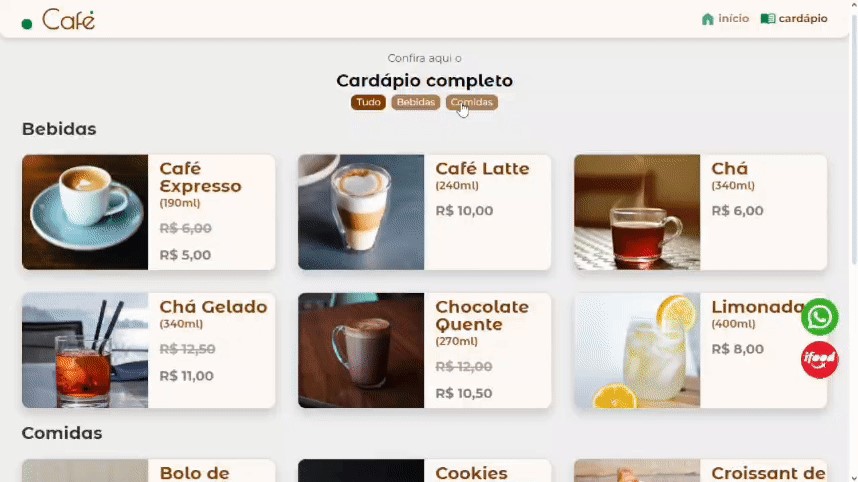 Café
início
cardápio
Confira aqui o
Cardápio completo
Tudo
Bebidas
Comidas
Bebidas
Café
Expresso
(190ml)
R$ 6,00
R$ 5,00
Café Latte
(240ml)
R$ 10,00
Chá
(340ml)
R$ 6,00
Chá Gelado
(340ml)
R$ 12,50
R$ 11,00
Chocolate
Quente
(270ml)
R$ 12,00
R$ 10,50
Limonada
(400ml)
R$ 8,00
ifood
Comidas
Bolo de
Cookies
Croissant de